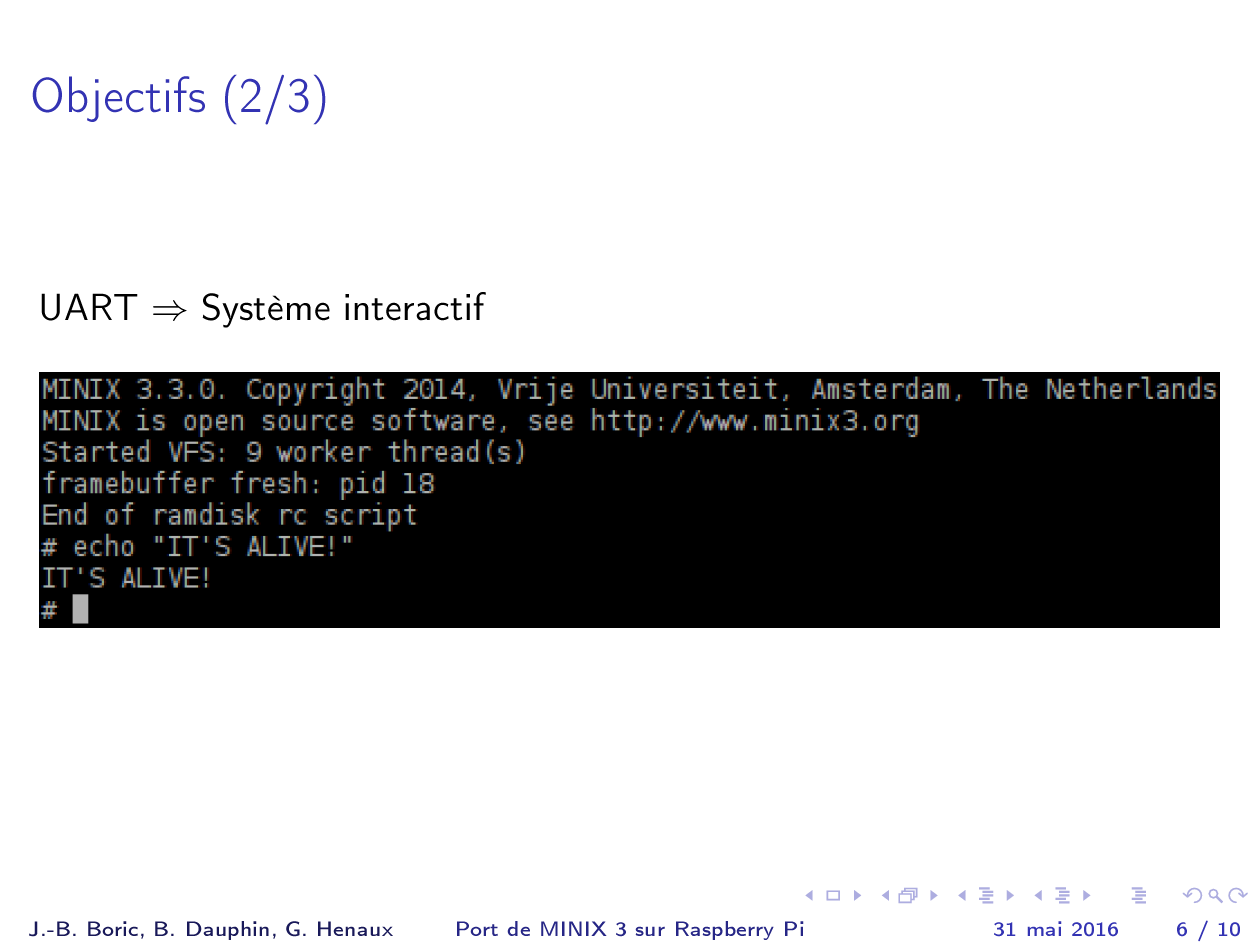 Objectifs (2/3)
UART ⇒ Système interactif
MINIX 3.3.0. Copyright 2014, Vrije Universiteit, Amsterdam, The Netherlands
MINIX is open source software, see http://www.minix3.org
Started VFS: 9 worker thread(s)
framebuffer fresh: pid 18
End of ramdisk rc script
# echo "IT'S ALIVE!"
IT'S ALIVE!
#
J.-B. Boric, B. Dauphin, G. Henaux Port de MINIX 3 sur Raspberry Pi 31 mai 2016 6 / 10